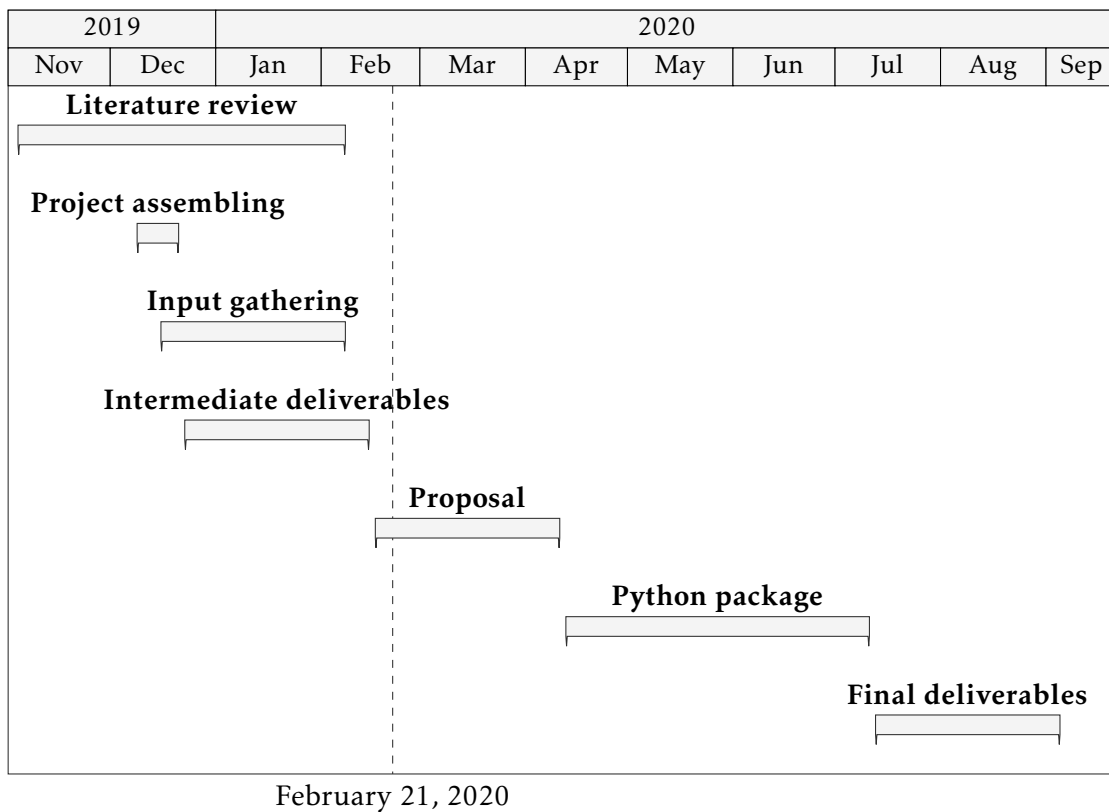 2019 2020
Nov Dec Jan Feb Mar Apr May Jun Jul Aug Sep
Literature review
Project assembling
Input gathering
Intermediate deliverables
Proposal
Python package
Final deliverables
February 21, 2020